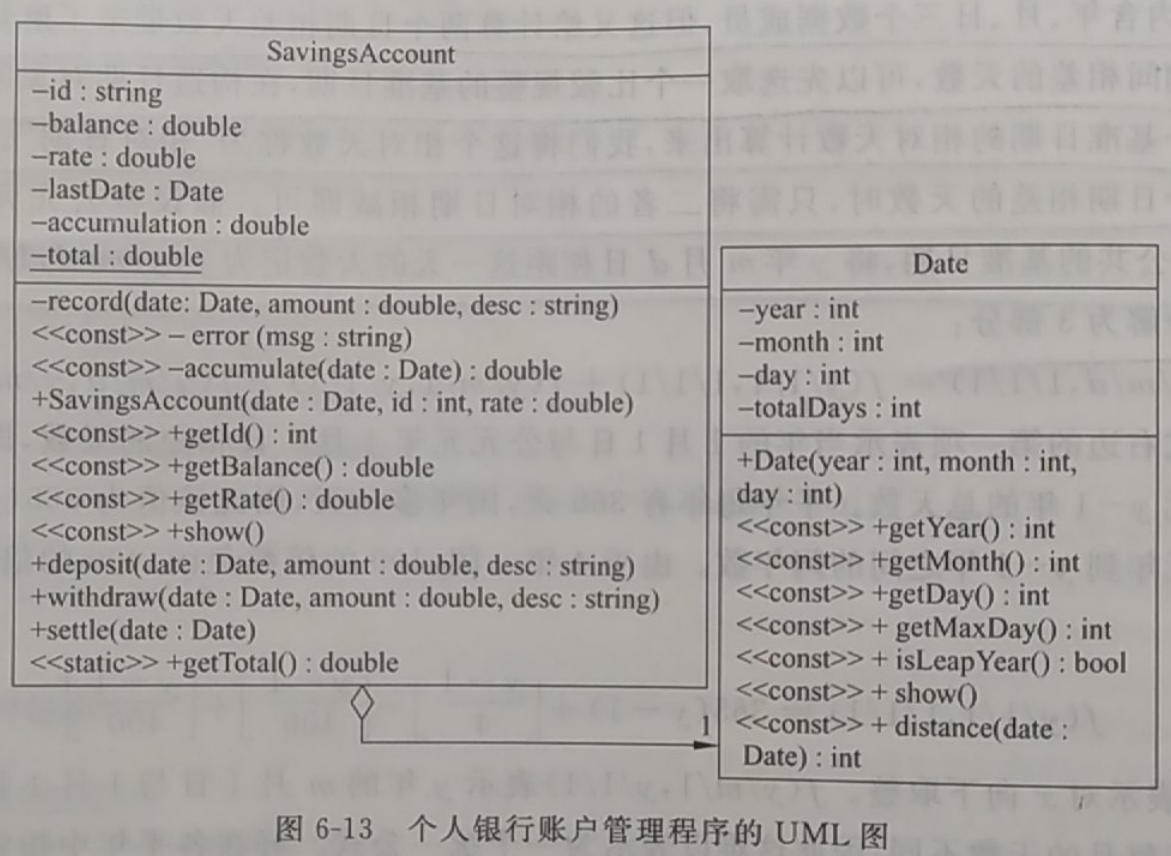 SavingsAccount
–id : string
–balance : double
–rate : double
–lastDate : Date
–accumulation : double
–total : double
–record(date: Date, amount : double, desc : string)
<<const>> – error (msg : string)
<<const>> –accumulate(date : Date) : double
+SavingsAccount(date : Date, id : int, rate : double)
<<const>> +getId() : int
<<const>> +getBalance() : double
<<const>> +getRate() : double
<<const>> +show()
+deposit(date : Date, amount : double, desc : string)
+withdraw(date : Date, amount : double, desc : string)
+settle(date : Date)
<<static>> +getTotal() : double
1
Date
–year : int
–month : int
–day : int
–totalDays : int
+Date(year : int, month : int,
day : int)
<<const>> +getYear() : int
<<const>> +getMonth() : int
<<const>> +getDay() : int
<<const>> + getMaxDay() : int
<<const>> + isLeapYear() : bool
<<const>> + show()
<<const>> + distance(date :
Date) : int
图 6-13 个人银行账户管理程序的 UML 图